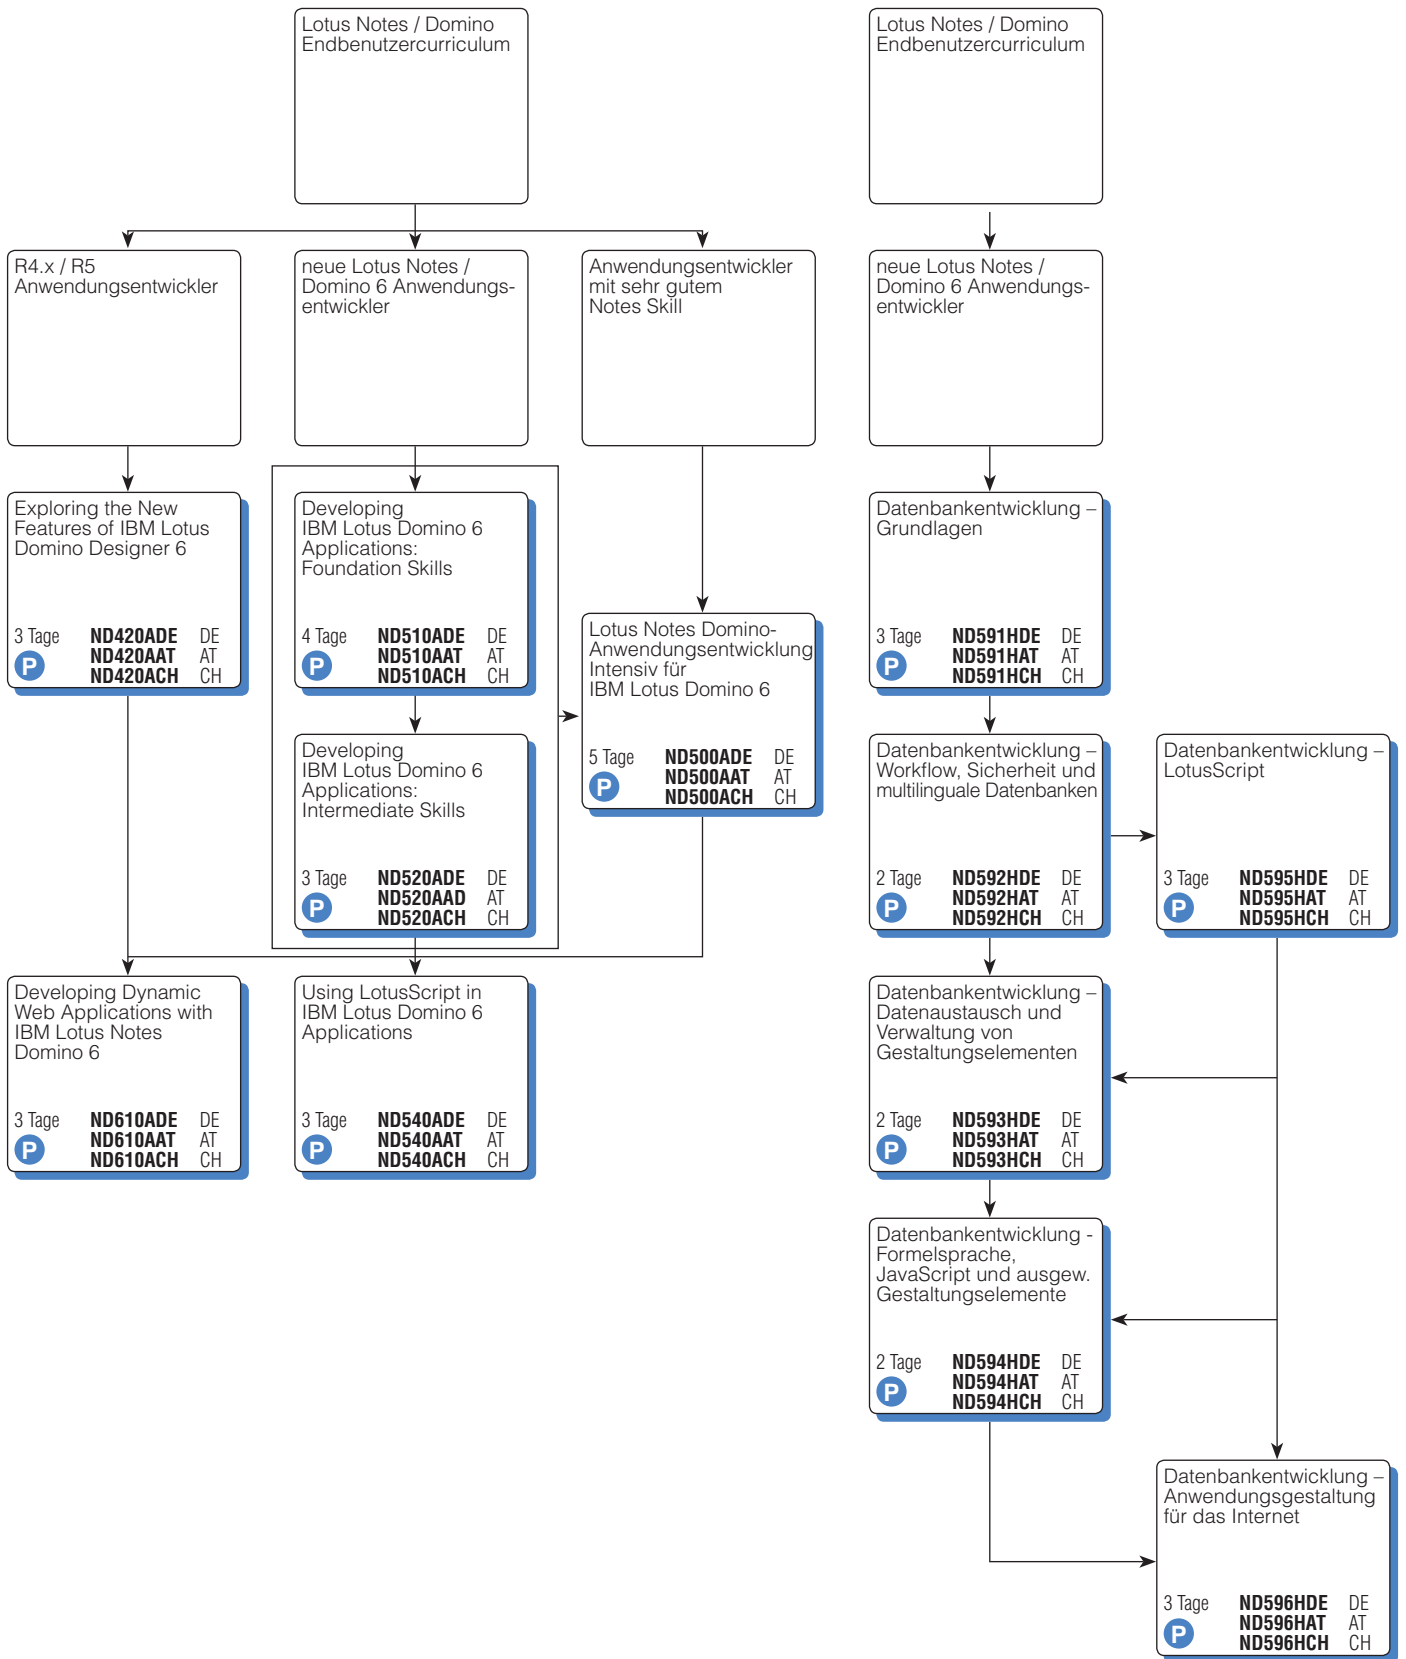 Lotus Notes / Domino
Endbenutzercurriculum
Lotus Notes / Domino
Endbenutzercurriculum
R4.x / R5
Anwendungsentwickler
neue Lotus Notes /
Domino 6 Anwendungs-
entwickler
Anwendungsentwickler
mit sehr gutem
Notes Skill
neue Lotus Notes /
Domino 6 Anwendungs-
entwickler
Exploring the New
Features of IBM Lotus
Domino Designer 6
3 Tage ND420ADE DE
P ND420AAT AT
ND420ACH CH
Developing
IBM Lotus Domino 6
Applications:
Foundation Skills
4 Tage ND510ADE DE
P ND510AAT AT
ND510ACH CH
Lotus Notes Domino-
Anwendungsentwicklung
Intensiv für
IBM Lotus Domino 6
5 Tage ND500ADE DE
P ND500AAT AT
ND500ACH CH
Datenbankentwicklung –
Grundlagen
3 Tage ND591HDE DE
P ND591HAT AT
ND591HCH CH
Developing
IBM Lotus Domino 6
Applications:
Intermediate Skills
3 Tage ND520ADE DE
P ND520AAD AT
ND520ACH CH
Datenbankentwicklung –
Workflow, Sicherheit und
multilinguale Datenbanken
2 Tage ND592HDE DE
P ND592HAT AT
ND592HCH CH
Datenbankentwicklung –
LotusScript
3 Tage ND595HDE DE
P ND595HAT AT
ND595HCH CH
Developing Dynamic
Web Applications with
IBM Lotus Notes
Domino 6
3 Tage ND610ADE DE
P ND610AAT AT
ND610ACH CH
Using LotusScript in
IBM Lotus Domino 6
Applications
3 Tage ND540ADE DE
P ND540AAT AT
ND540ACH CH
Datenbankentwicklung –
Datenaustausch und
Verwaltung von
Gestaltungselementen
2 Tage ND593HDE DE
P ND593HAT AT
ND593HCH CH
Datenbankentwicklung -
Formelsprache,
JavaScript und ausgew.
Gestaltungselemente
2 Tage ND594HDE DE
P ND594HAT AT
ND594HCH CH
Datenbankentwicklung –
Anwendungsgestaltung
für das Internet
3 Tage ND596HDE DE
P ND596HAT AT
ND596HCH CH